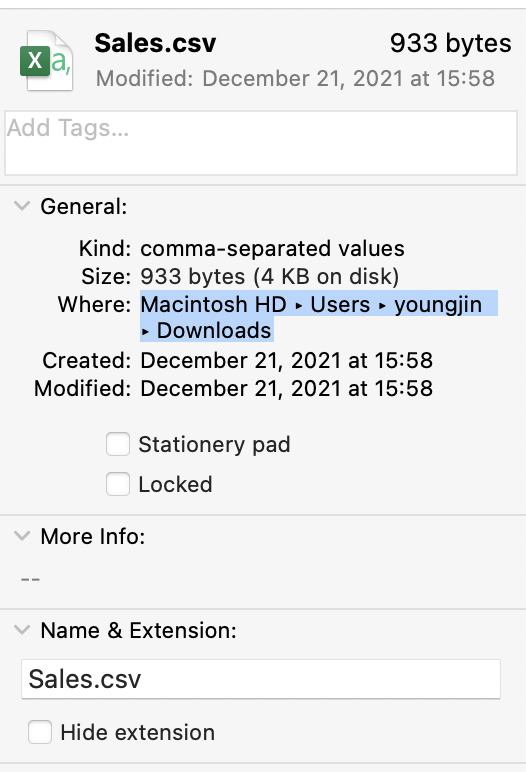 X a,
Sales.csv 933 bytes
Modified: December 21, 2021 at 15:58
Add Tags...
General:
Kind: comma-separated values
Size: 933 bytes (4 KB on disk)
Where: Macintosh HD ▸ Users ▸ youngjin
▸ Downloads
Created: December 21, 2021 at 15:58
Modified: December 21, 2021 at 15:58
Stationery pad
Locked
More Info:
--
Name & Extension:
Sales.csv
Hide extension